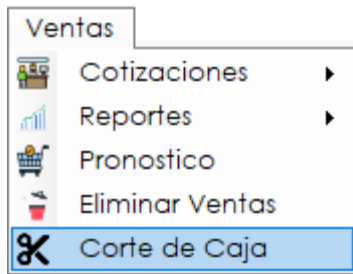 Ventas
Cotizaciones
Reportes
Pronostico
Eliminar Ventas
Corte de Caja